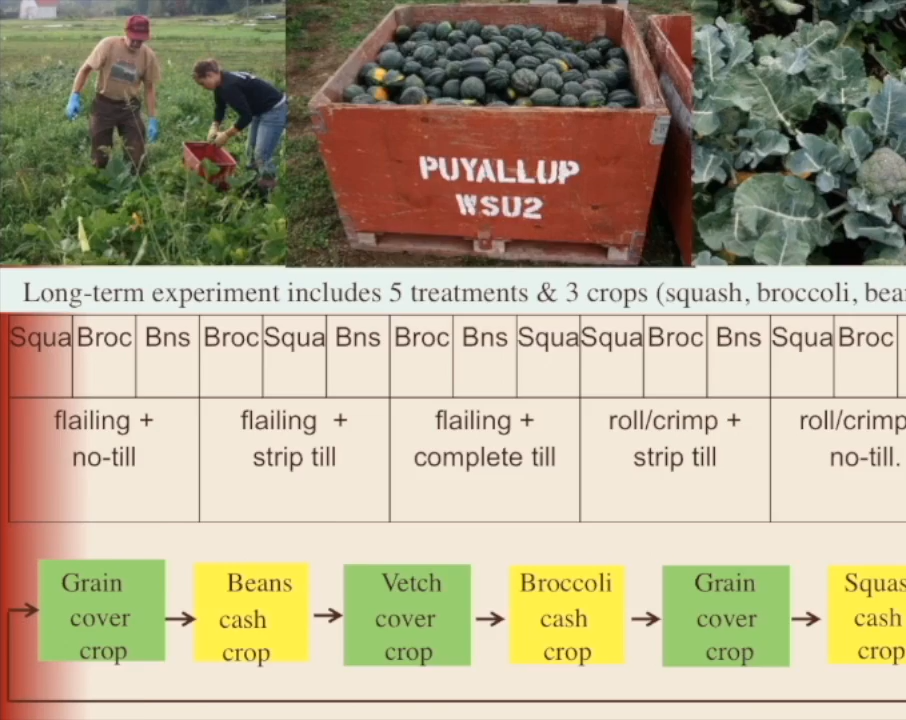 PUYALLUP
WSU2
Long-term experiment includes 5 treatments & 3 crops (squash, broccoli, bear
Squa Broc Bns Broc Squa Bns Broc Bns Squa Squa Broc Bns Squa Broc
flailing + flailing + flailing + roll/crimp + roll/crimp
no-till strip till complete till strip till no-till.
Grain Beans Vetch Broccoli Grain Squas
cover cash cover cash cover cash
crop crop crop crop crop crop